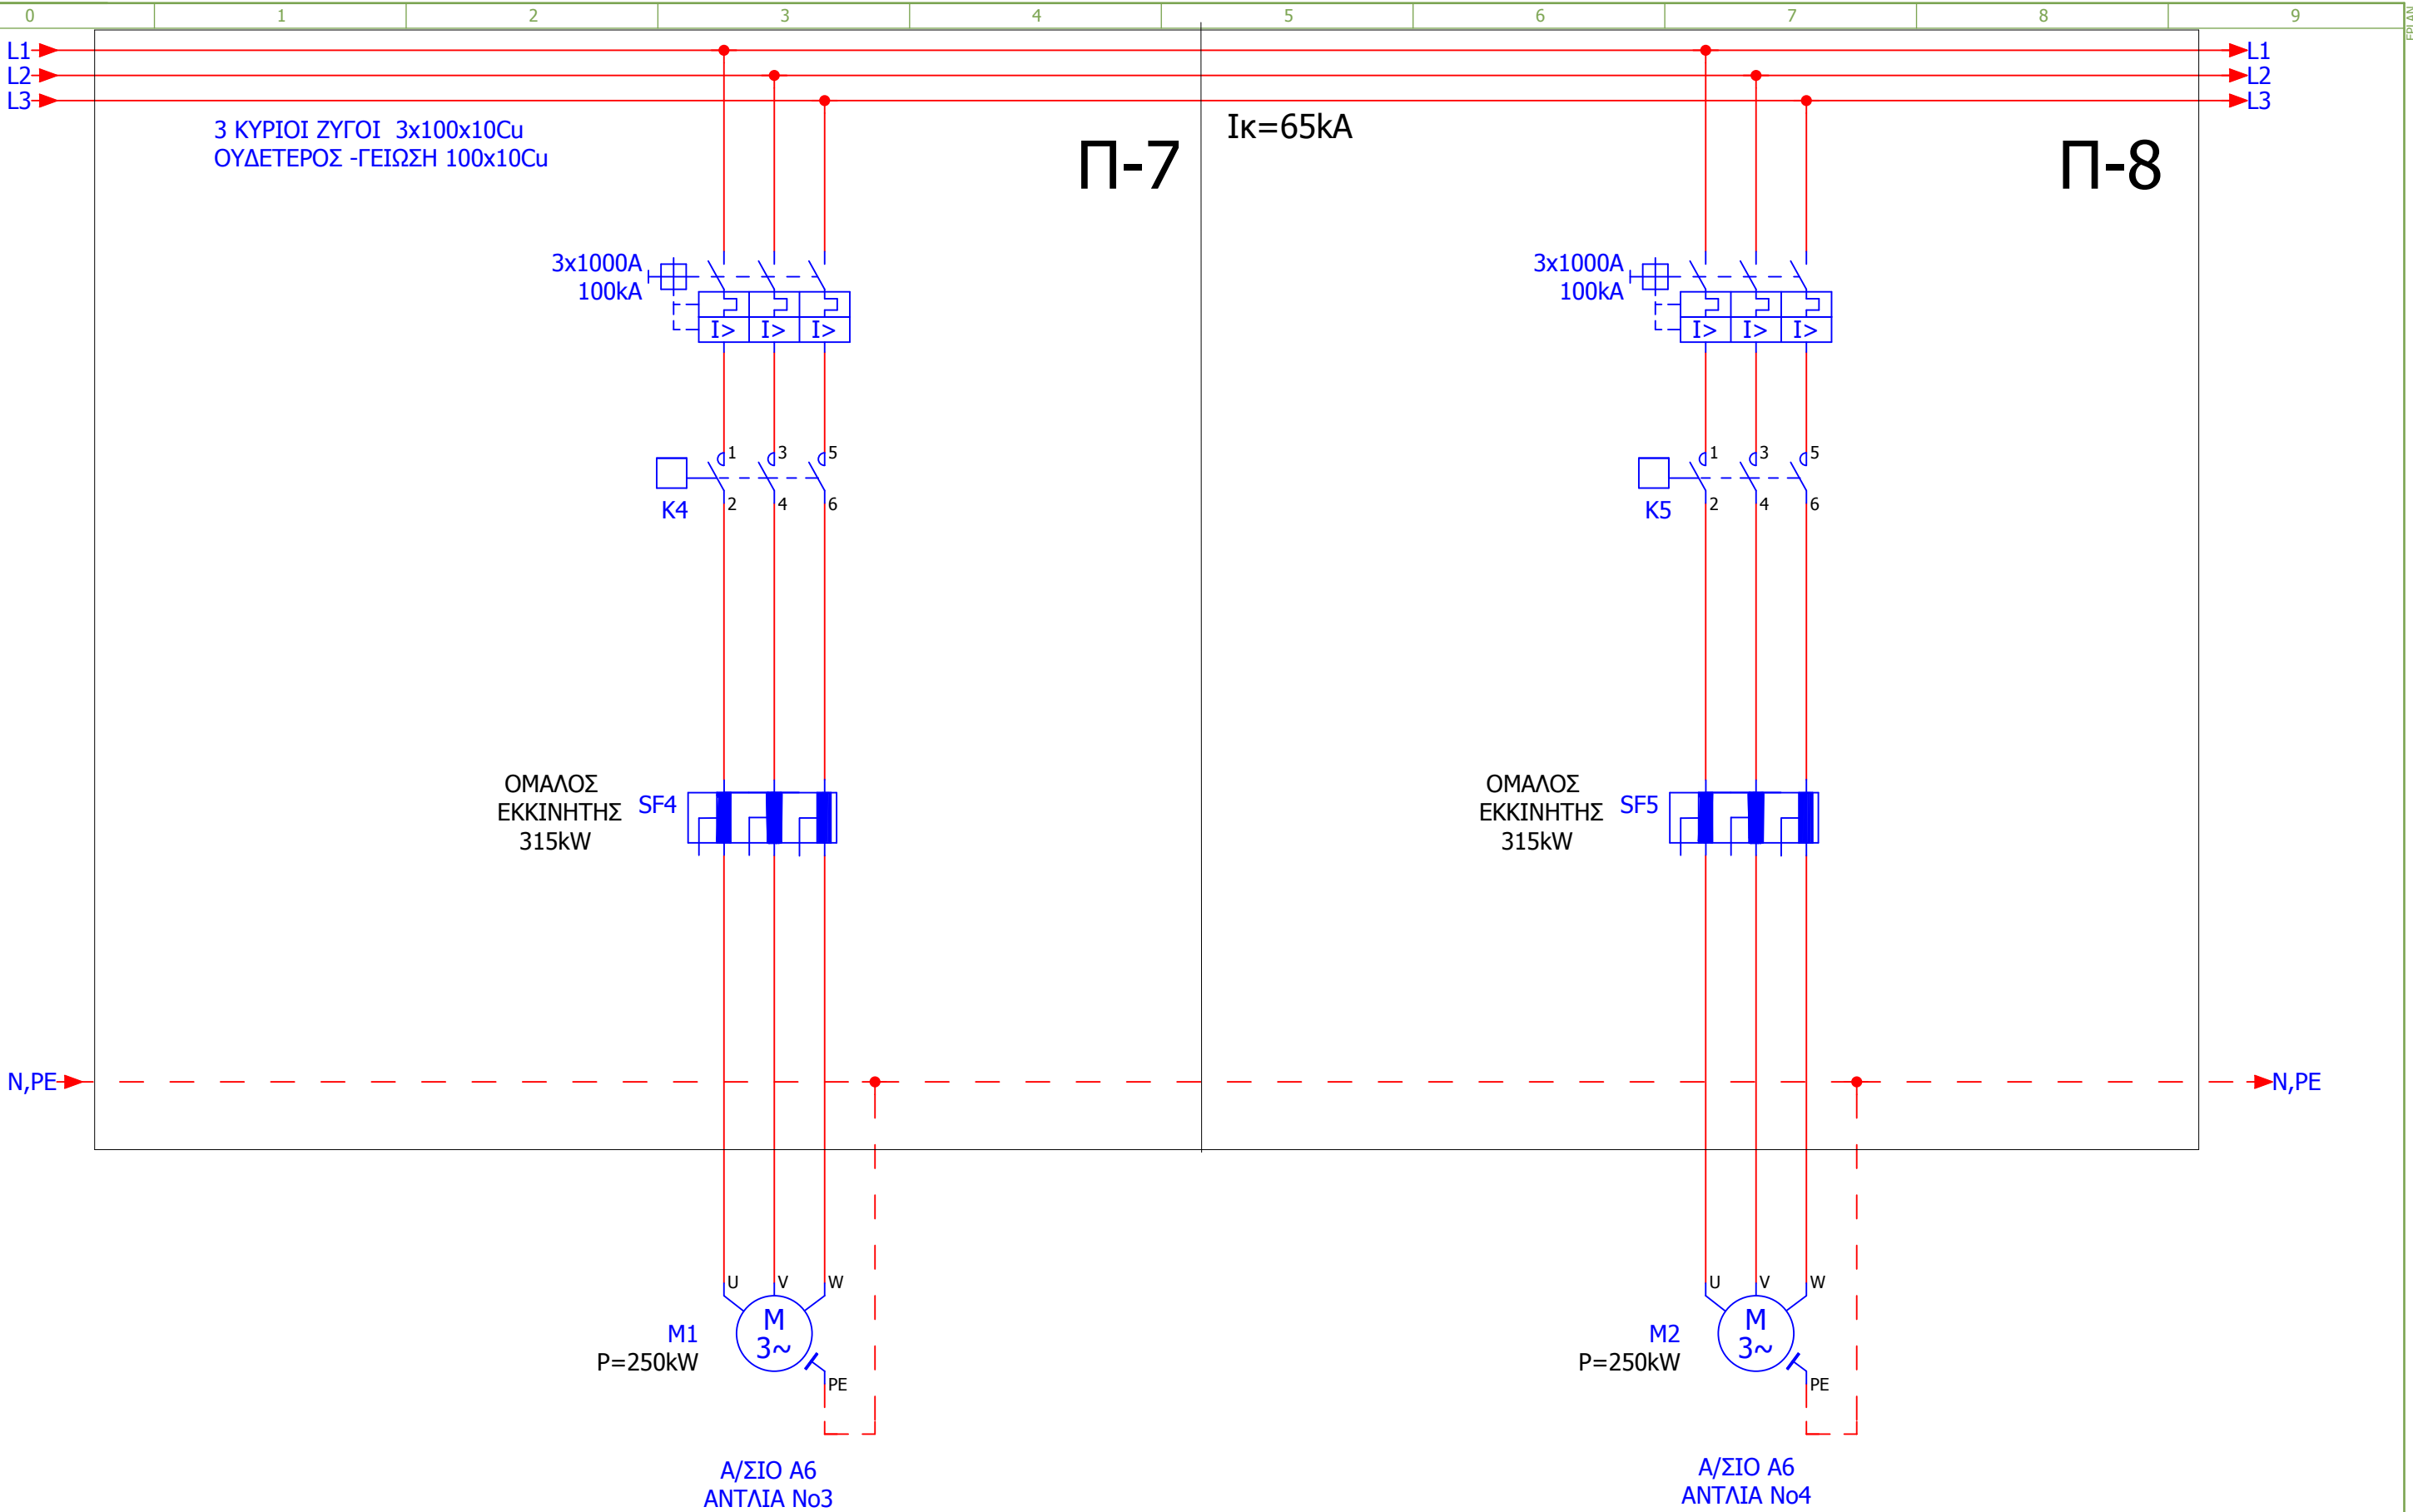 0 1 2 3 4 5 6 7 8 9
EPLAN
L1 L1
L2 L2
L3 L3
3 ΚΥΡΙΟΙ ΖΥΓΟΙ 3x100x10Cu
ΟΥΔΕΤΕΡΟΣ -ΓΕΙΩΣΗ 100x10Cu
Π-7
Ικ=65kA
Π-8
3x1000A
100kA
I> I> I>
3x1000A
100kA
I> I> I>
1 3 5
K4
2 4 6
1 3 5
K5
2 4 6
ΟΜΑΛΟΣ
ΕΚΚΙΝΗΤΗΣ
315kW
SF4
ΟΜΑΛΟΣ
ΕΚΚΙΝΗΤΗΣ
315kW
SF5
N,PE N,PE
U V W
M
3~
M1
P=250kW
PE
U V W
M
3~
M2
P=250kW
PE
Α/ΣΙΟ Α6
ΑΝΤΛΙΑ Νο3
Α/ΣΙΟ Α6
ΑΝΤΛΙΑ Νο4